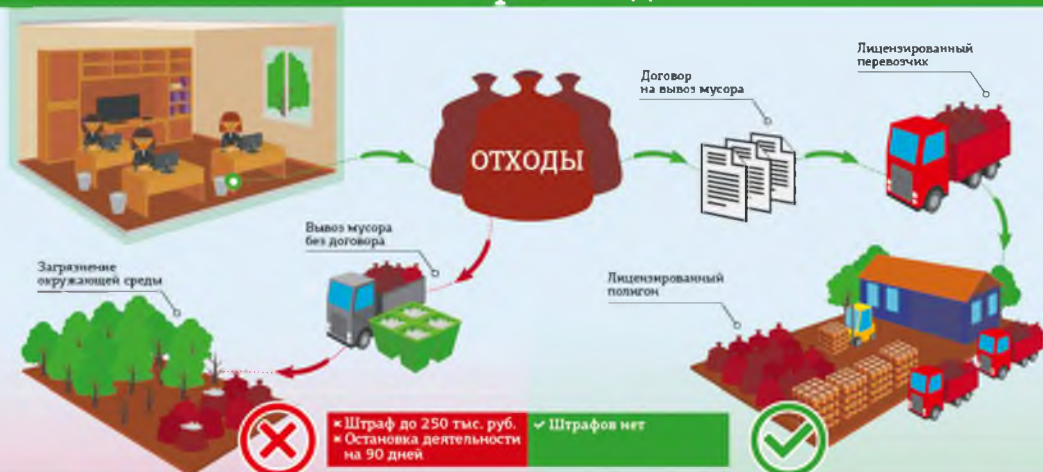 Лицензированный
перевозчик
Договор
на вывоз мусора
ОТХОДЫ
Вывоз мусора
без договора
Загрязнение
окружающей среды
Лицензированный
полигон
× Штраф до 250 тыс. руб.
× Остановка деятельности
на 90 дней
✓ Штрафов нет